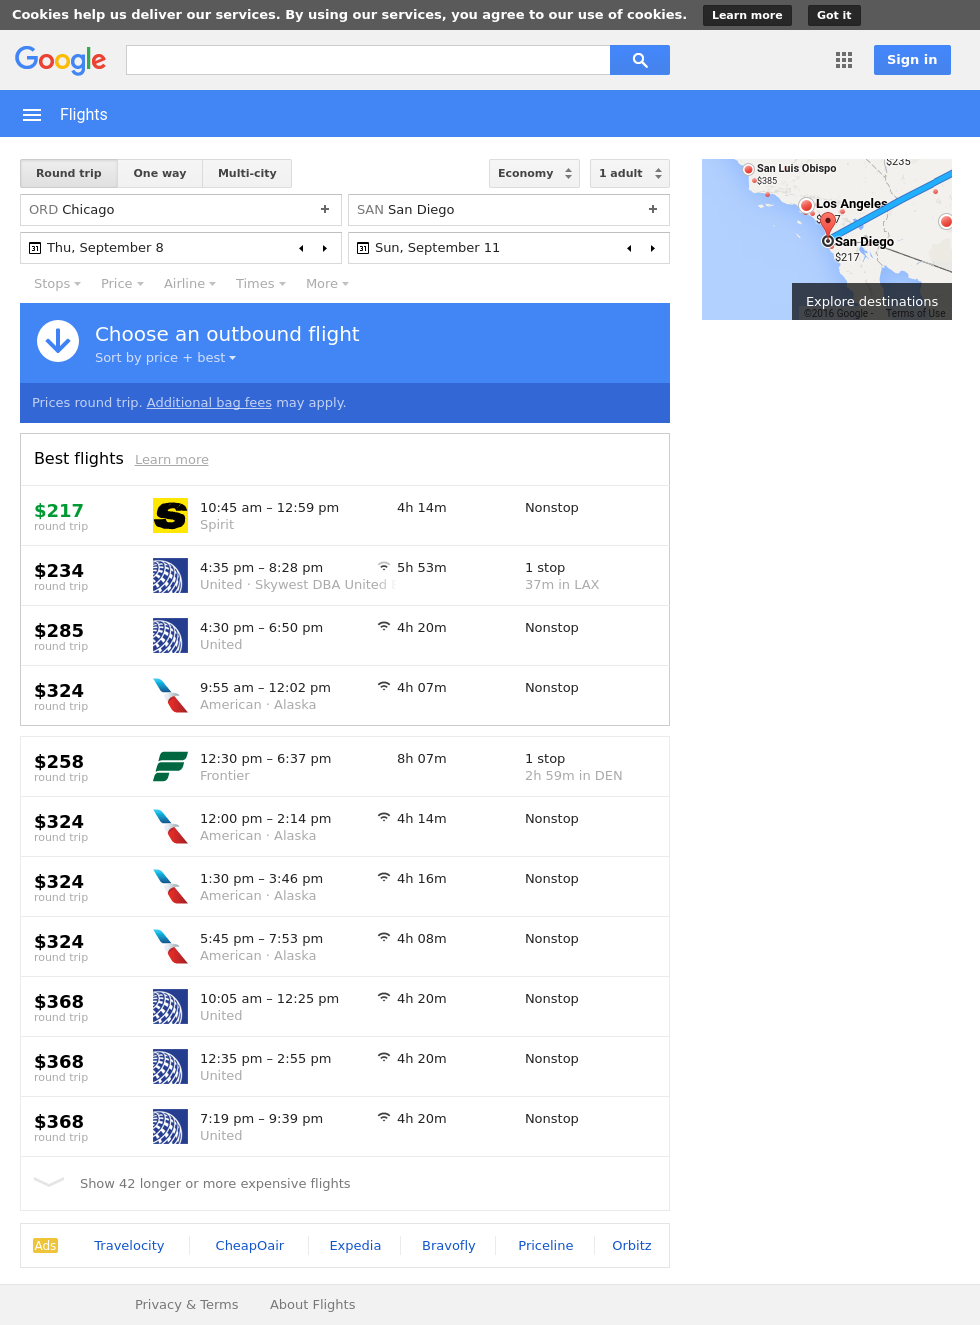 Cookies help us deliver our services. By using our services, you agree to our use of cookies. Learn more Got it
Google Sign in
Flights
Round trip One way Multi-city Economy 1 adult
ORD Chicago + SAN San Diego +
31 Thu, September 8 31 Sun, September 11
Stops Price Airline Times More
Choose an outbound flight
Sort by price + best
Prices round trip. Additional bag fees may apply.
$235
San Luis Obispo
$385
Los Angeles
San Diego
$217
Explore destinations
©2016 Google - Terms of Use
Best flights Learn more
$217 10:45 am – 12:59 pm 4h 14m Nonstop
round trip Spirit
$234 4:35 pm – 8:28 pm 5h 53m 1 stop
round trip United · Skywest DBA United 37m in LAX
$285 4:30 pm – 6:50 pm 4h 20m Nonstop
round trip United
$324 9:55 am – 12:02 pm 4h 07m Nonstop
round trip American · Alaska
$258 12:30 pm – 6:37 pm 8h 07m 1 stop
round trip Frontier 2h 59m in DEN
$324 12:00 pm – 2:14 pm 4h 14m Nonstop
round trip American · Alaska
$324 1:30 pm – 3:46 pm 4h 16m Nonstop
round trip American · Alaska
$324 5:45 pm – 7:53 pm 4h 08m Nonstop
round trip American · Alaska
$368 10:05 am – 12:25 pm 4h 20m Nonstop
round trip United
$368 12:35 pm – 2:55 pm 4h 20m Nonstop
round trip United
$368 7:19 pm – 9:39 pm 4h 20m Nonstop
round trip United
Show 42 longer or more expensive flights
Ads Travelocity CheapOair Expedia Bravofly Priceline Orbitz
Privacy & Terms About Flights